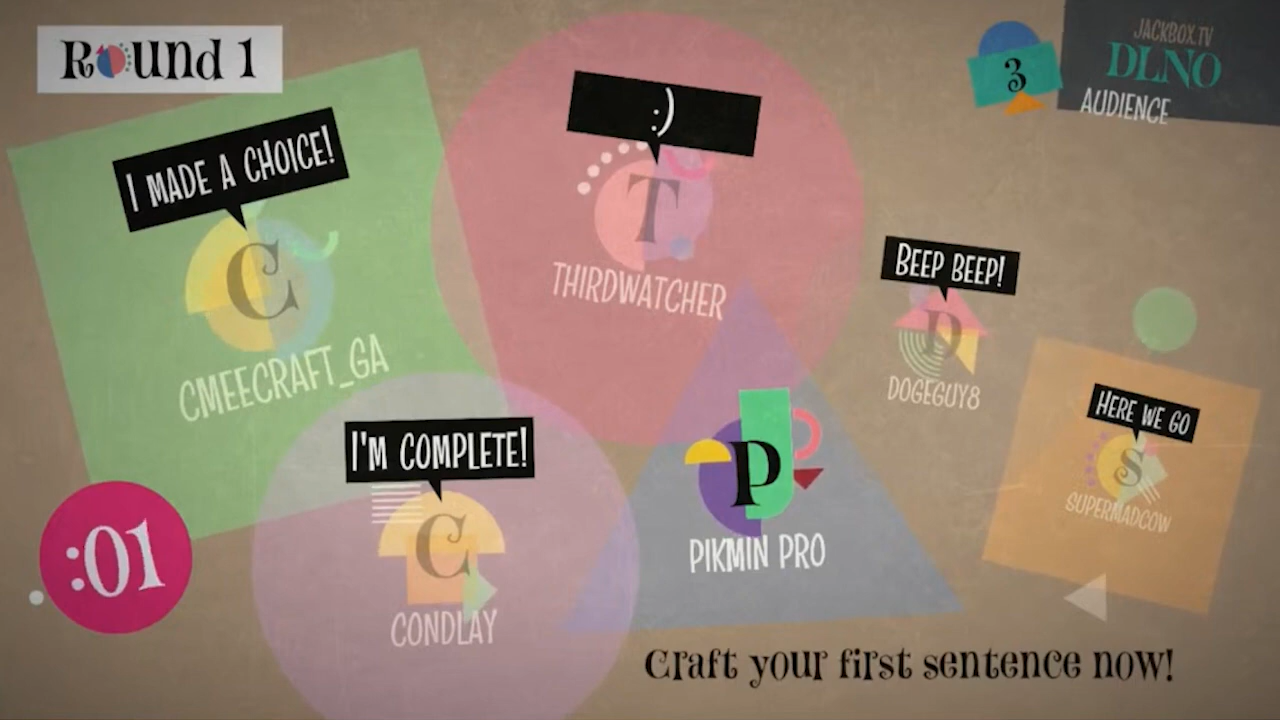 Round 1
3
JACKBOX.TV
DLNO
AUDIENCE
I MADE A CHOICE!
C
CMEECRAFT_GA
:)
T
THIRDWATCHER
BEEP BEEP!
D
DOGEGUY8
HERE WE GO
S
SUPERMADCOW
I'M COMPLETE!
C
CONDLAY
P
PIKMIN PRO
:01
Craft your first sentence now!